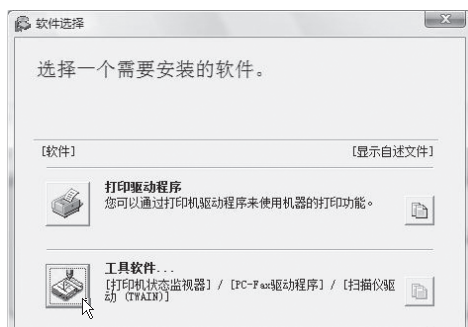 软件选择
选择一个需要安装的软件。
[软件]
[显示自述文件]
打印驱动程序
您可以通过打印机驱动程序来使用机器的打印功能。
工具软件...
[打印机状态监视器] / [PC-Fax驱动程序] / [扫描仪驱
动 (TWAIN)]